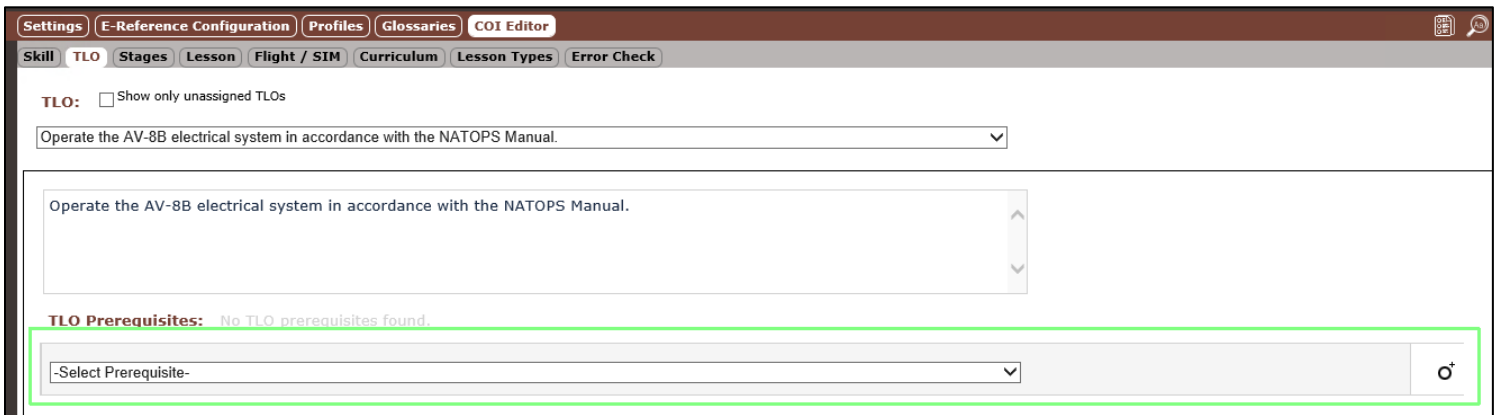 Settings E-Reference Configuration Profiles Glossaries COI Editor
Skill TLO Stages Lesson Flight / SIM Curriculum Lesson Types Error Check
TLO: Show only unassigned TLOs
Operate the AV-8B electrical system in accordance with the NATOPS Manual.
Operate the AV-8B electrical system in accordance with the NATOPS Manual.
TLO Prerequisites: No TLO prerequisites found.
-Select Prerequisite-